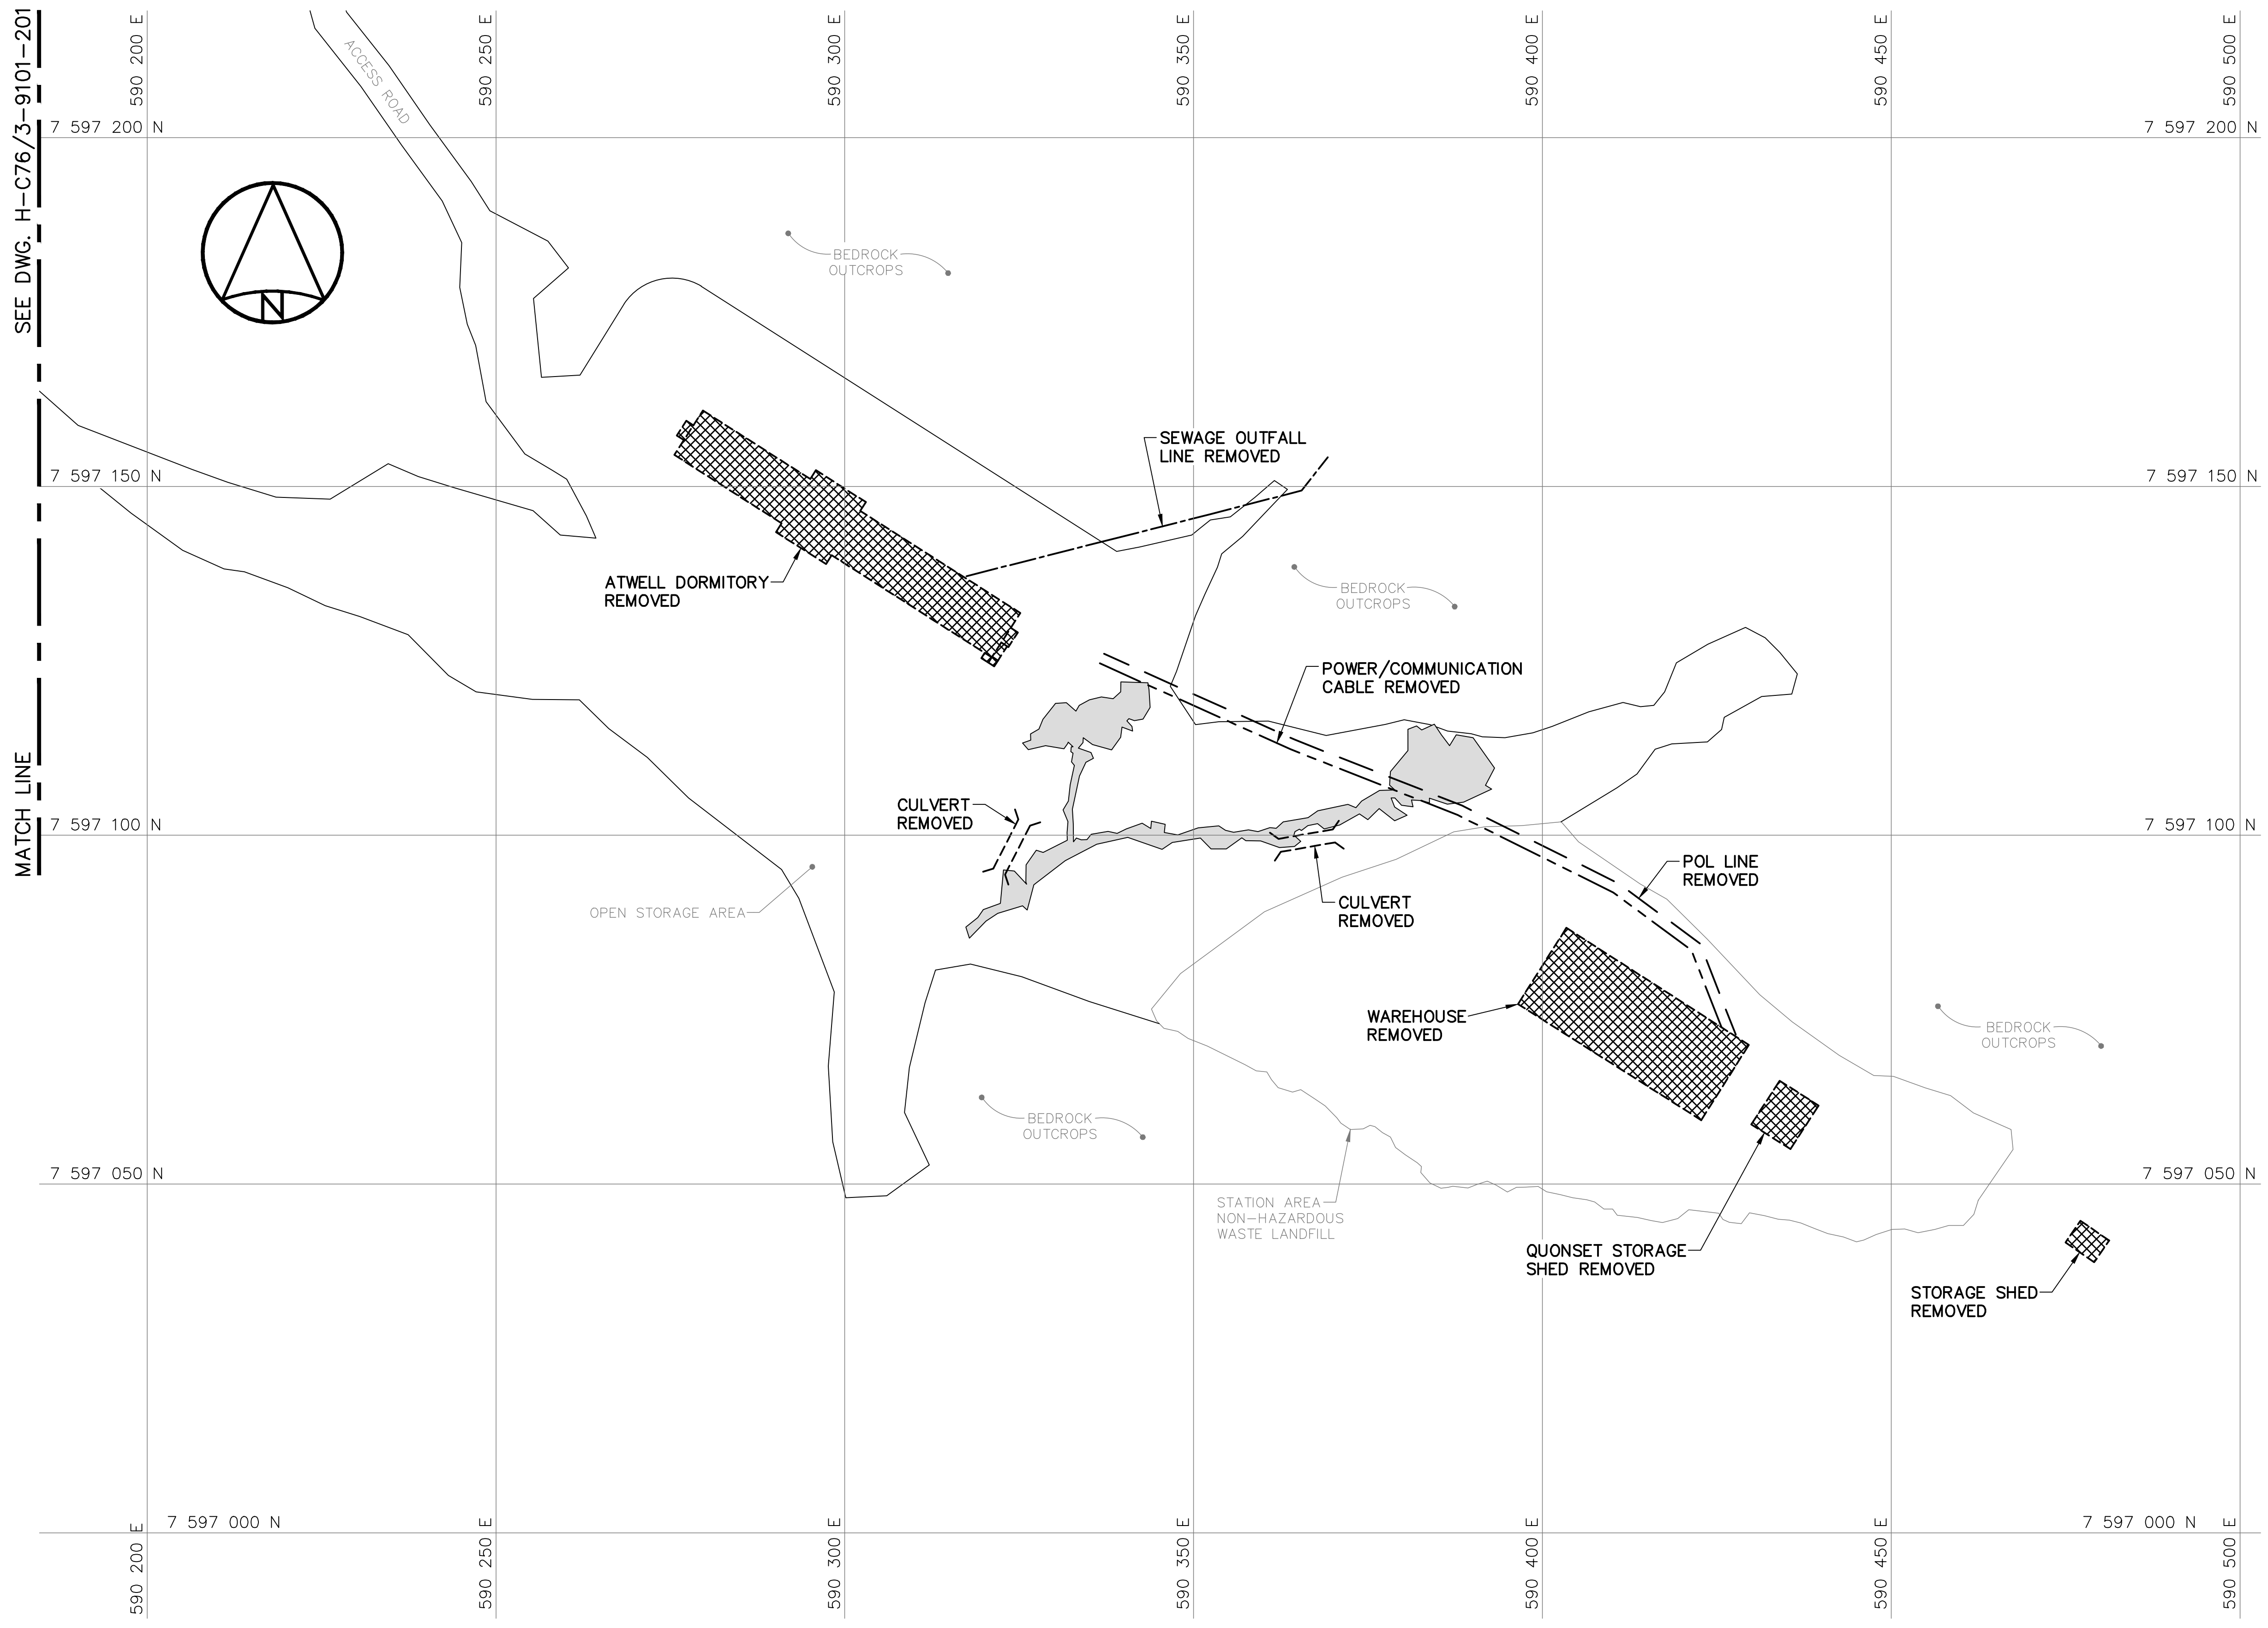 SEE DWG. H-C76/3-9101-201
MATCH LINE
590 200 E
590 250 E
590 300 E
590 350 E
590 400 E
590 450 E
590 500 E
ACCESS ROAD
7 597 200 N
7 597 200 N
N
BEDROCK
OUTCROPS
SEWAGE OUTFALL
LINE REMOVED
7 597 150 N
7 597 150 N
ATWELL DORMITORY
REMOVED
BEDROCK
OUTCROPS
POWER/COMMUNICATION
CABLE REMOVED
CULVERT
REMOVED
7 597 100 N
7 597 100 N
POL LINE
REMOVED
OPEN STORAGE AREA
CULVERT
REMOVED
WAREHOUSE
REMOVED
BEDROCK
OUTCROPS
BEDROCK
OUTCROPS
7 597 050 N
7 597 050 N
STATION AREA
NON-HAZARDOUS
WASTE LANDFILL
QUONSET STORAGE
SHED REMOVED
STORAGE SHED
REMOVED
7 597 000 N
7 597 000 N
590 200 E
590 250 E
590 300 E
590 350 E
590 400 E
590 450 E
590 500 E